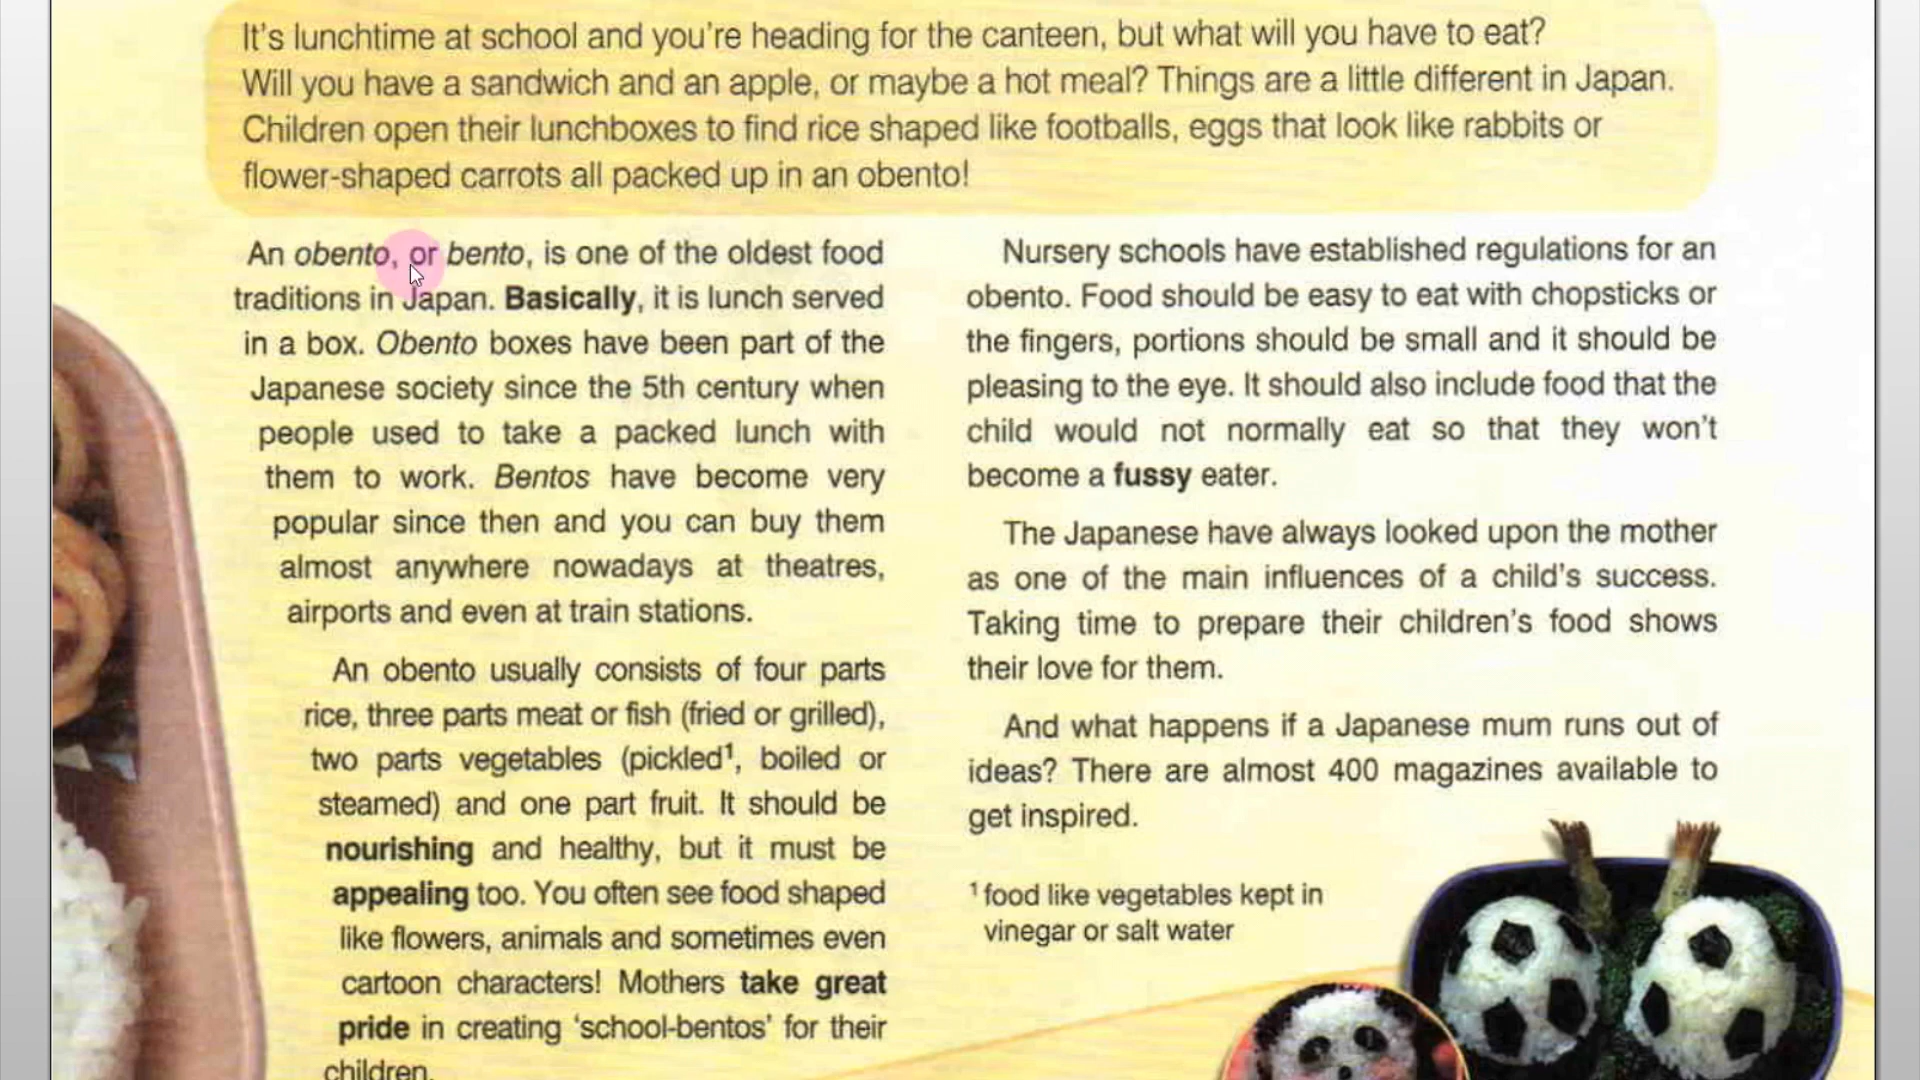 It's lunchtime at school and you're heading for the canteen, but what will you have to eat?
Will you have a sandwich and an apple, or maybe a hot meal? Things are a little different in Japan.
Children open their lunchboxes to find rice shaped like footballs, eggs that look like rabbits or
flower-shaped carrots all packed up in an obento!
An obento, or bento, is one of the oldest food
traditions in Japan. Basically, it is lunch served
in a box. Obento boxes have been part of the
Japanese society since the 5th century when
people used to take a packed lunch with
them to work. Bentos have become very
popular since then and you can buy them
almost anywhere nowadays at theatres,
airports and even at train stations.
An obento usually consists of four parts
rice, three parts meat or fish (fried or grilled),
two parts vegetables (pickled¹, boiled or
steamed) and one part fruit. It should be
nourishing and healthy, but it must be
appealing too. You often see food shaped
like flowers, animals and sometimes even
cartoon characters! Mothers take great
pride in creating 'school-bentos' for their
children.
Nursery schools have established regulations for an
obento. Food should be easy to eat with chopsticks or
the fingers, portions should be small and it should be
pleasing to the eye. It should also include food that the
child would not normally eat so that they won't
become a fussy eater.
The Japanese have always looked upon the mother
as one of the main influences of a child's success.
Taking time to prepare their children's food shows
their love for them.
And what happens if a Japanese mum runs out of
ideas? There are almost 400 magazines available to
get inspired.
¹ food like vegetables kept in
vinegar or salt water